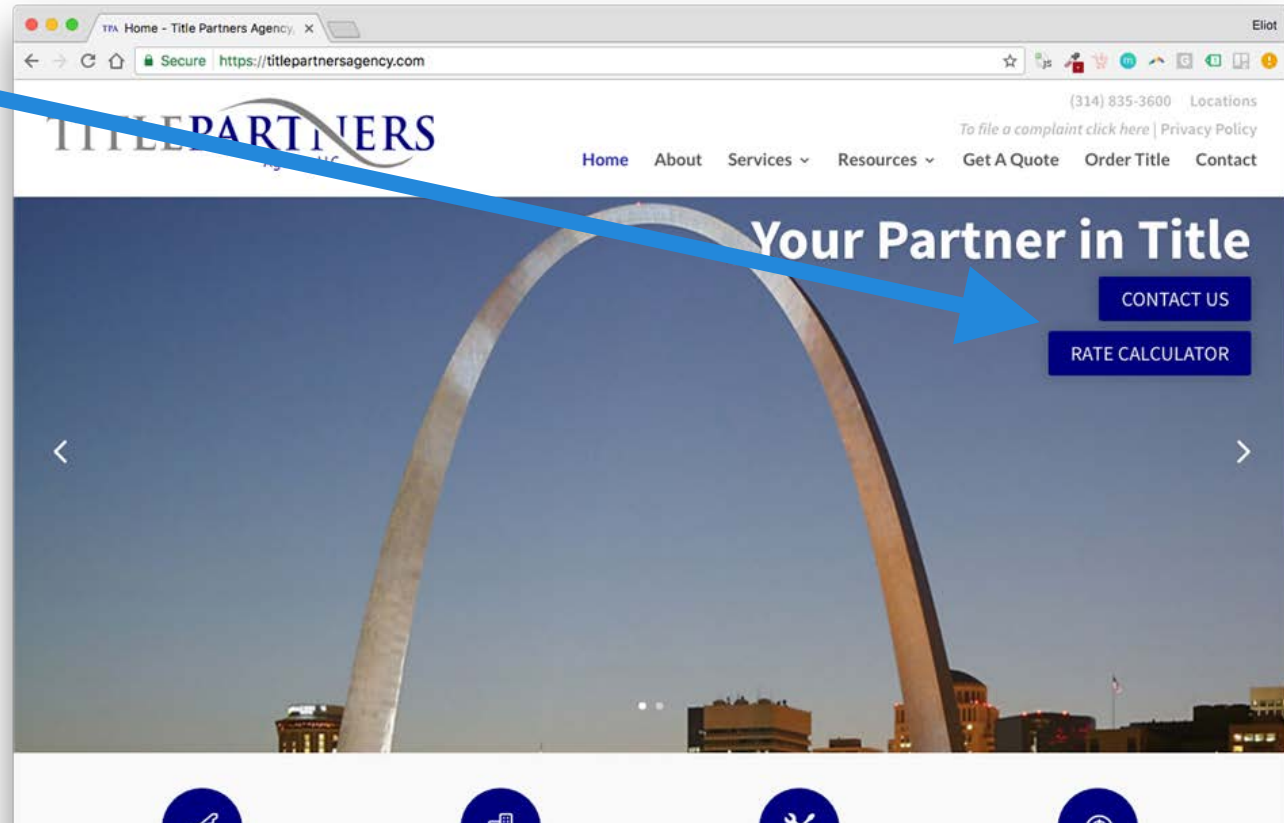 TPA Home - Title Partners Agency,
Eliot
Secure https://titlepartnersagency.com
(314) 835-3600 Locations
To file a complaint click here | Privacy Policy
TITLEPARTNERS
Home About Services Resources Get A Quote Order Title Contact
Your Partner in Title
CONTACT US
RATE CALCULATOR